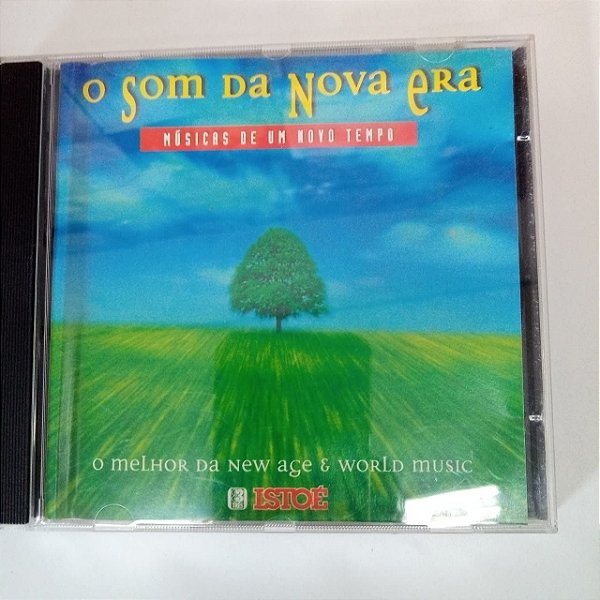 O Som da Nova Era
MÚSICAS DE UM NOVO TEMPO
O melhor da new age & world music
ISTOÉ